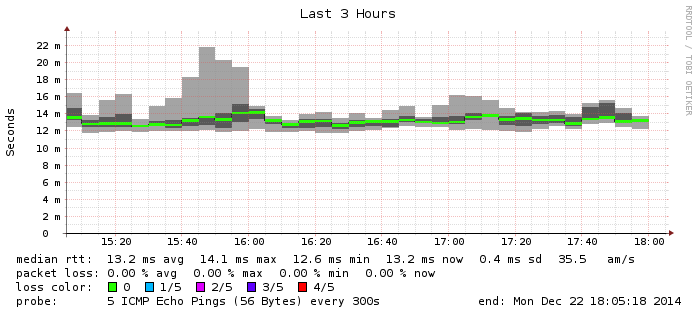 Last 3 Hours
RRDTOOL / TOBI OETIKER
Seconds
22 m
20 m
18 m
16 m
14 m
12 m
10 m
8 m
6 m
4 m
2 m
0
15:20 15:40 16:00 16:20 16:40 17:00 17:20 17:40 18:00
median rtt: 13.2 ms avg 14.1 ms max 12.6 ms min 13.2 ms now 0.4 ms sd 35.5 am/s
packet loss: 0.00 % avg 0.00 % max 0.00 % min 0.00 % now
loss color: 0 1/5 2/5 3/5 4/5
probe: 5 ICMP Echo Pings (56 Bytes) every 300s end: Mon Dec 22 18:05:18 2014